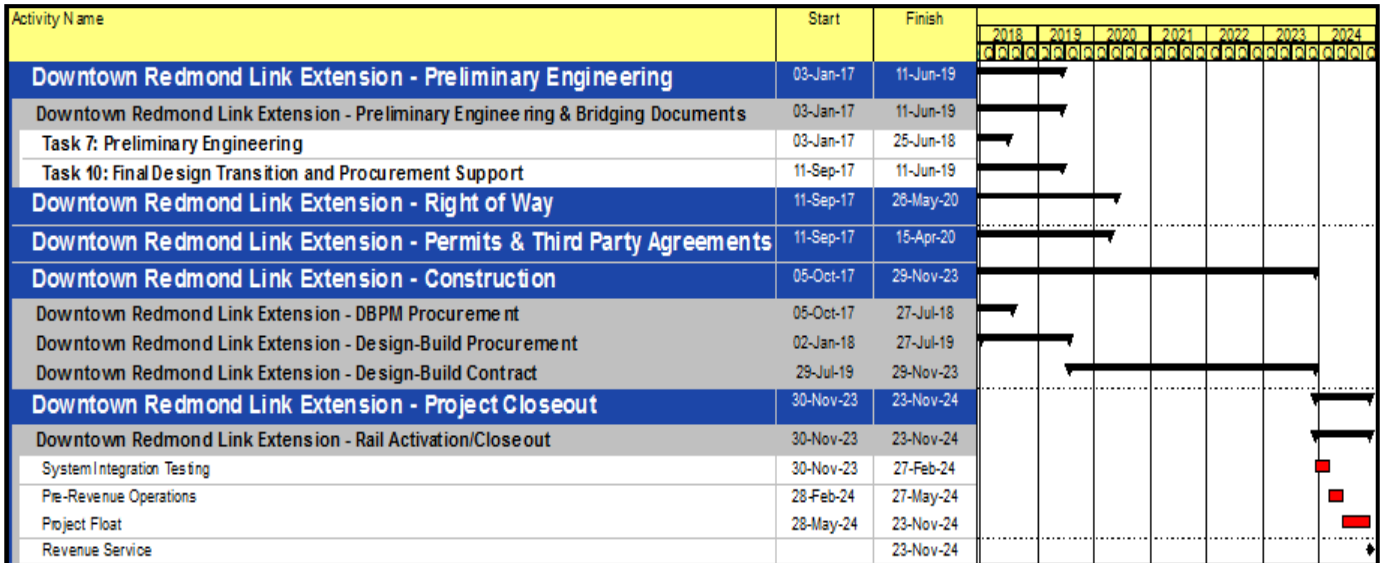 Activity Name Start Finish
2018 2019 2020 2021 2022 2023 2024
Downtown Redmond Link Extension - Preliminary Engineering 03-Jan-17 11-Jun-19
Downtown Redmond Link Extension - Preliminary Engineering & Bridging Documents 03-Jan-17 11-Jun-19
Task 7: Preliminary Engineering 03-Jan-17 25-Jun-18
Task 10: Final Design Transition and Procurement Support 11-Sep-17 11-Jun-19
Downtown Redmond Link Extension - Right of Way 11-Sep-17 28-May-20
Downtown Redmond Link Extension - Permits & Third Party Agreements 11-Sep-17 15-Apr-20
Downtown Redmond Link Extension - Construction 05-Oct-17 29-Nov-23
Downtown Redmond Link Extension - DBPM Procurement 05-Oct-17 27-Jul-18
Downtown Redmond Link Extension - Design-Build Procurement 02-Jan-18 27-Jul-19
Downtown Redmond Link Extension - Design-Build Contract 29-Jul-19 29-Nov-23
Downtown Redmond Link Extension - Project Closeout 30-Nov-23 23-Nov-24
Downtown Redmond Link Extension - Rail Activation/Closeout 30-Nov-23 23-Nov-24
System Integration Testing 30-Nov-23 27-Feb-24
Pre-Revenue Operations 28-Feb-24 27-May-24
Project Float 28-May-24 23-Nov-24
Revenue Service 23-Nov-24